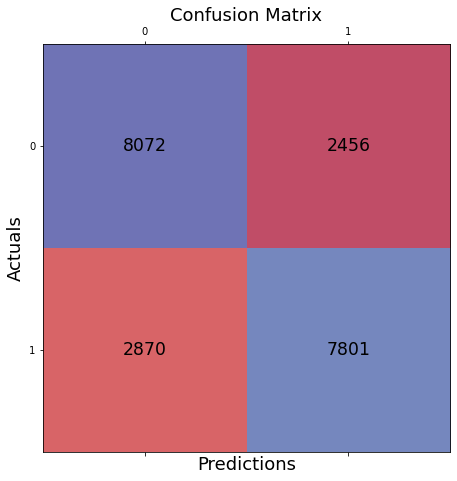 Confusion Matrix
0 1
0 8072 2456
Actuals
1 2870 7801
Predictions